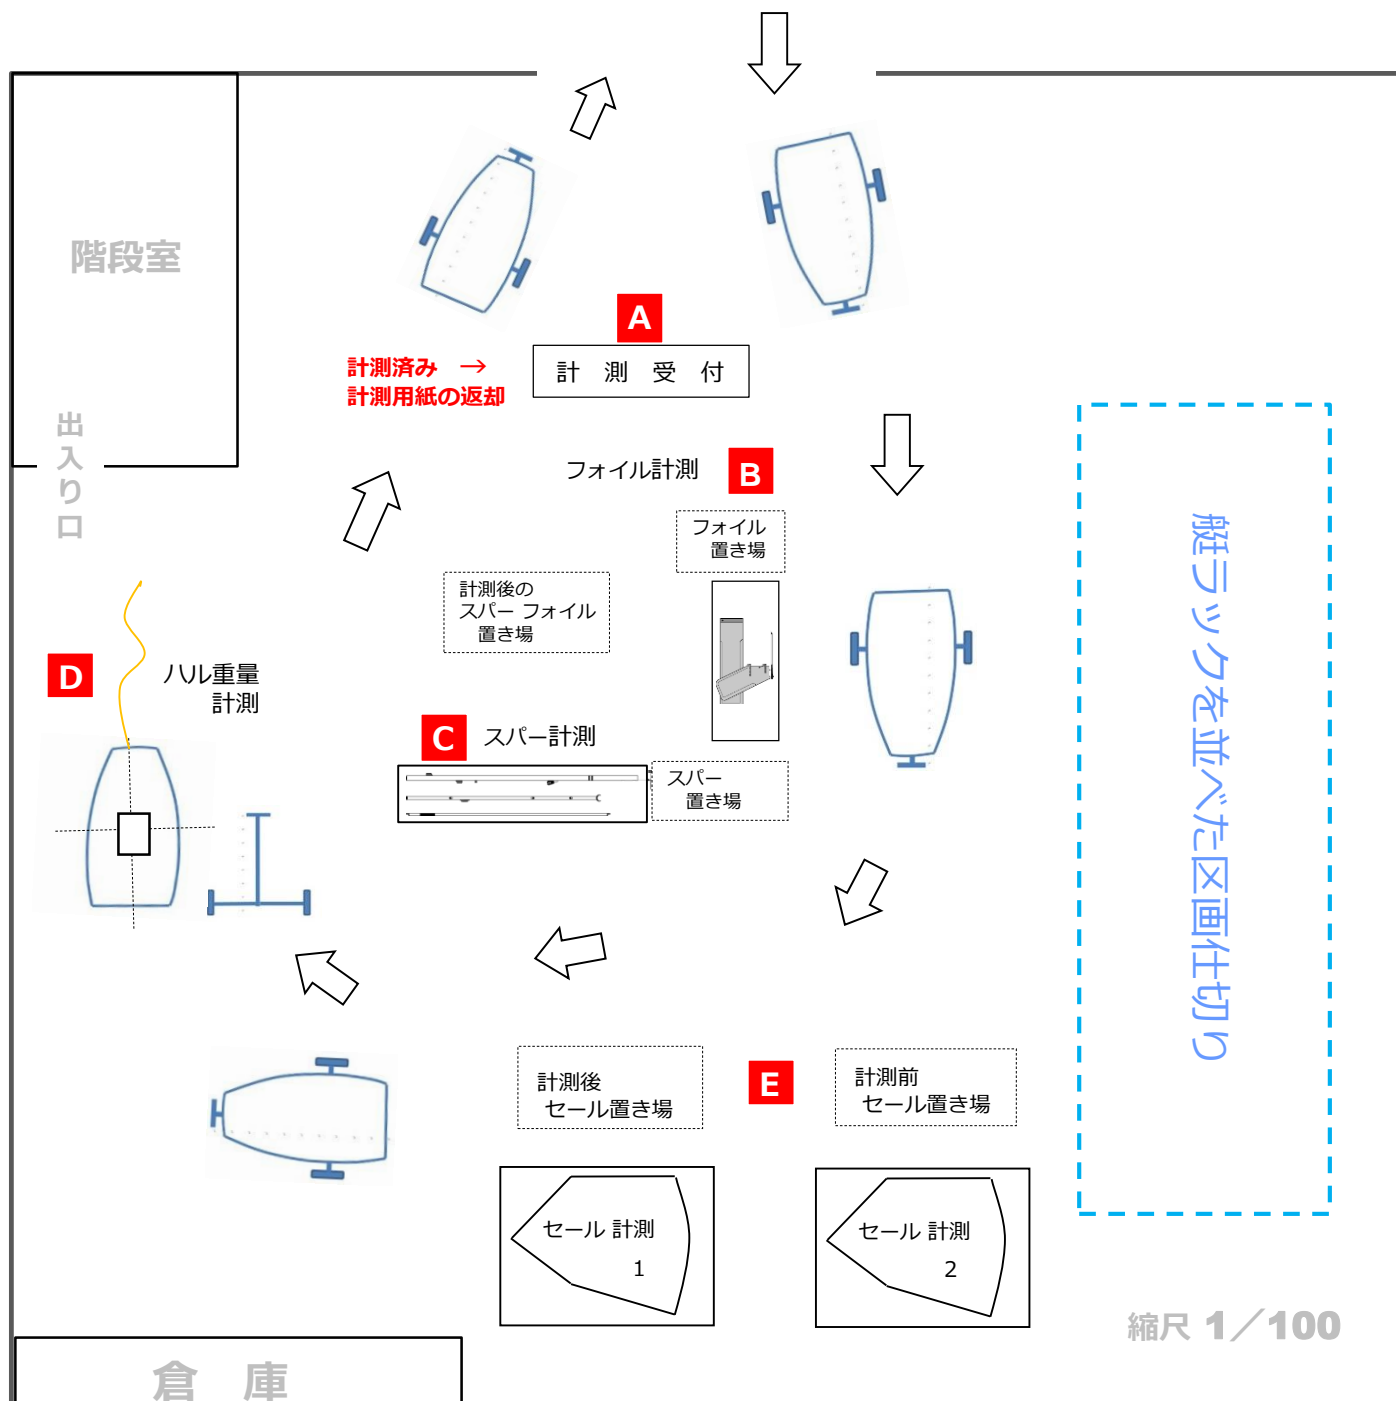 階段室
A
計測済み →
計測用紙の返却
計 測 受 付
出入り口
フォイル計測
B
フォイル
置き場
計測後の
スパー フォイル
置き場
D
ハル重量
計測
C
スパー計測
スパー
置き場
艇ラックを並べた区画仕切り
計測後
セール置き場
E
計測前
セール置き場
セール 計測
1
セール 計測
2
縮尺 1／100
倉 庫